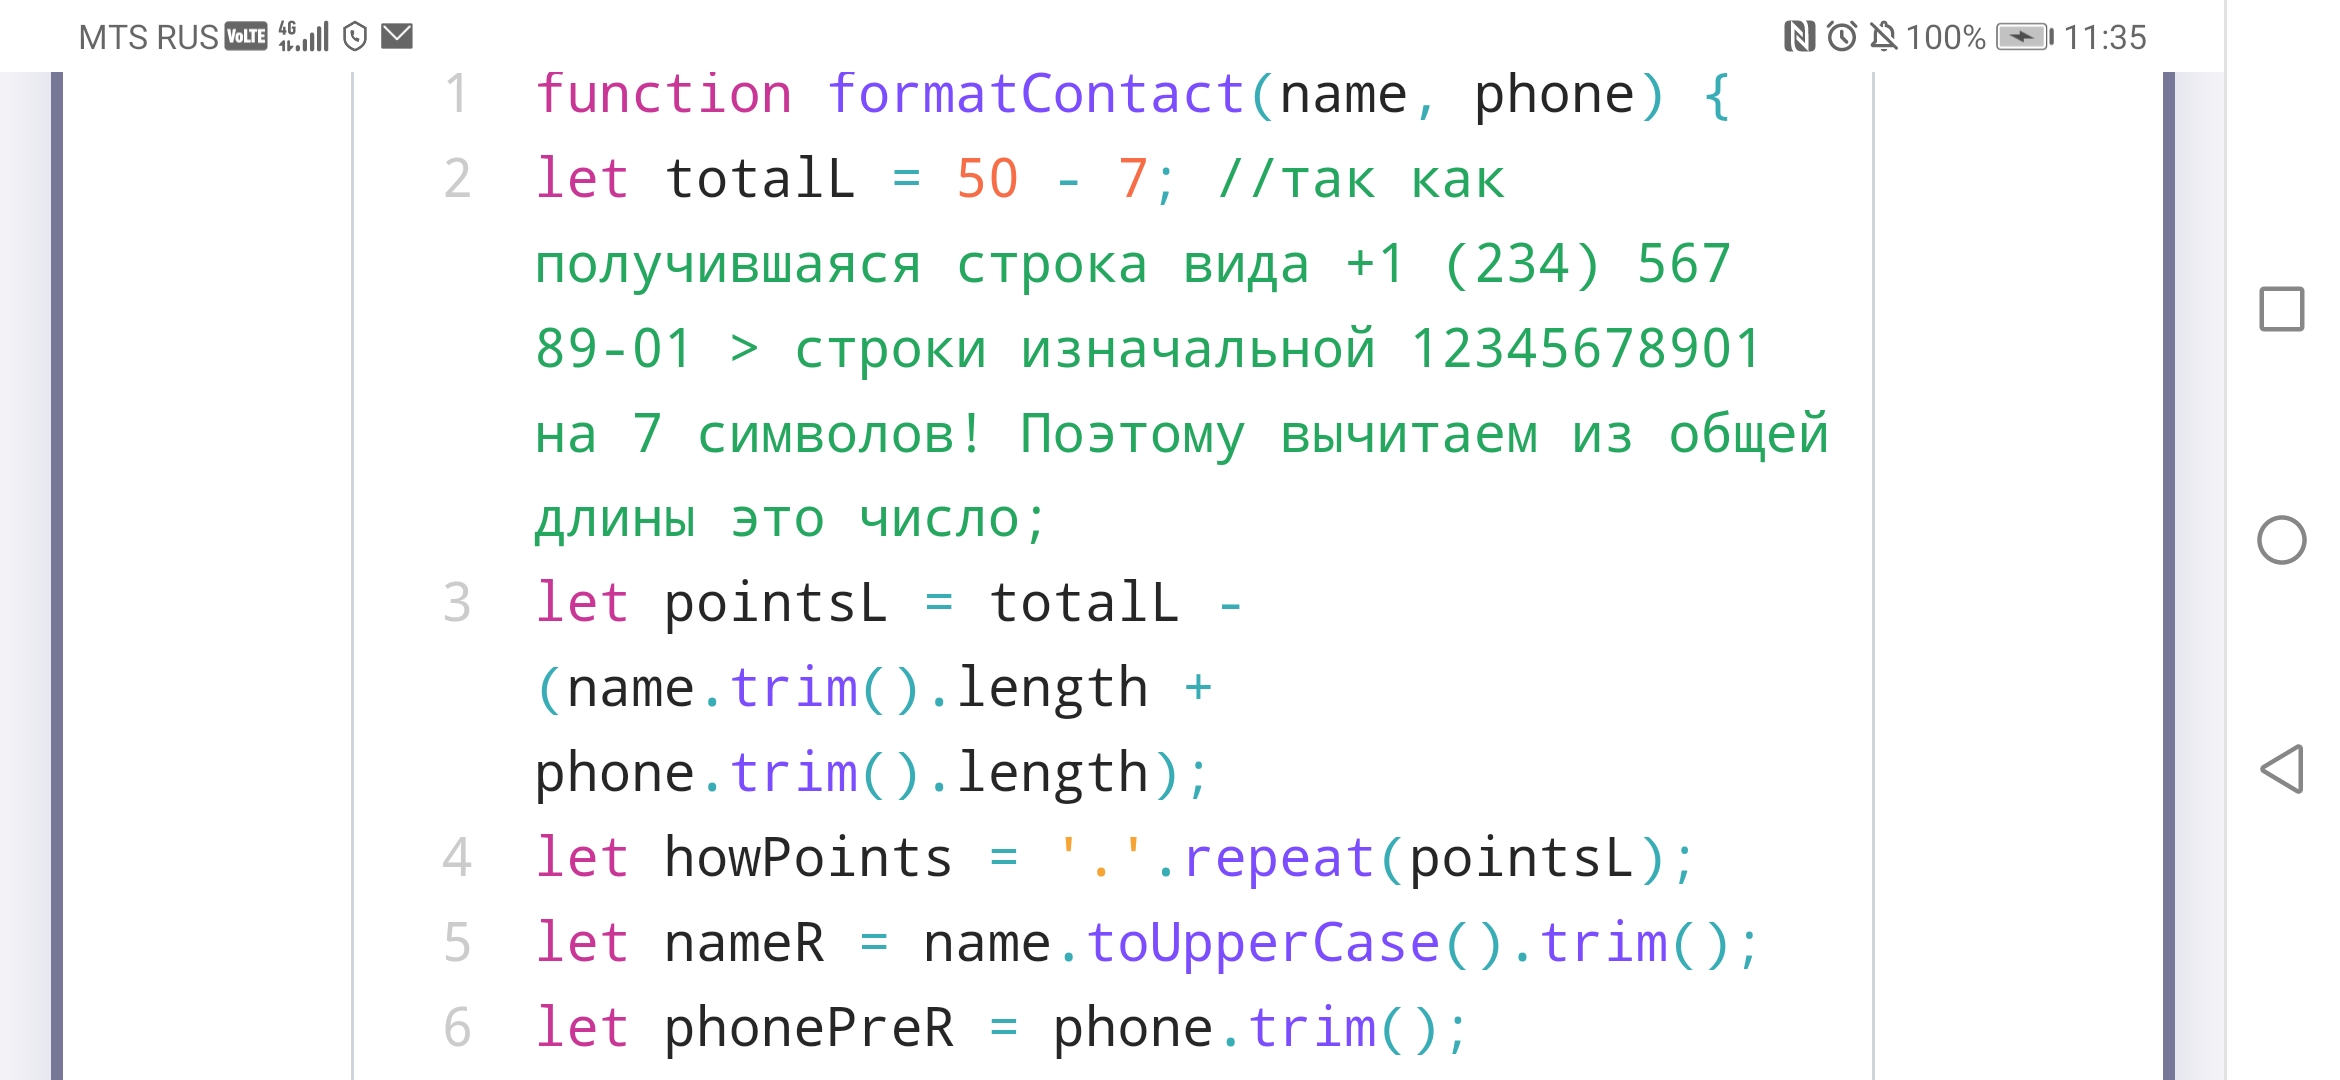 MTS RUS VoLTE 4G 100% 11:35
1 function formatContact(name, phone) {
2 let totalL = 50 - 7; //так как
получившаяся строка вида +1 (234) 567
89-01 > строки изначальной 12345678901
на 7 символов! Поэтому вычитаем из общей
длины это число;
3 let pointsL = totalL -
(name.trim().length +
phone.trim().length);
4 let howPoints = '.'.repeat(pointsL);
5 let nameR = name.toUpperCase().trim();
6 let phonePreR = phone.trim();